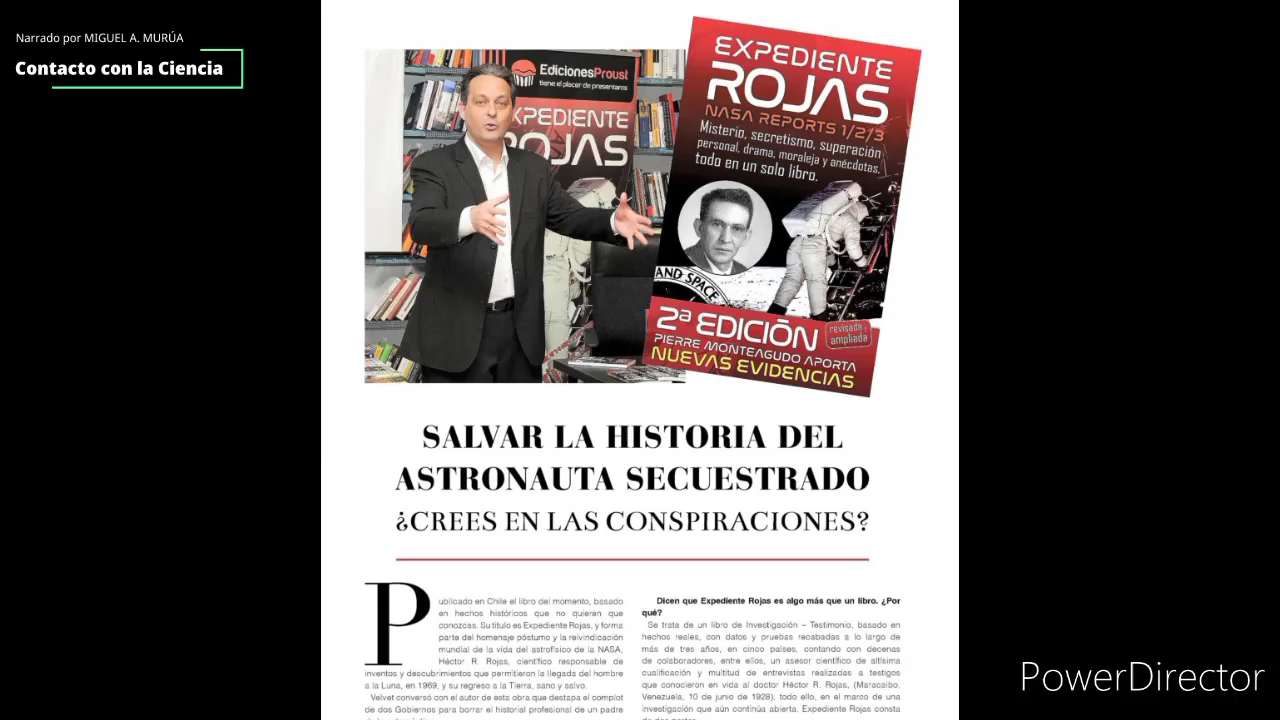 Narrado por MIGUEL A. MURÚA
Contacto con la Ciencia
EdicionesProust
tiene el placer de presentaros
XPEDIENTE
ROJAS
EXPEDIENTE
ROJAS
NASA REPORTS 1/2/3
Misterio, secretismo, superación
personal, drama, moraleja y anécdotas,
todo en un solo libro.
AND SPACE
2ª EDICIÓN
revisada y
ampliada
PIERRE MONTEAGUDO APORTA
NUEVAS EVIDENCIAS
SALVAR LA HISTORIA DEL
ASTRONAUTA SECUESTRADO
¿CREES EN LAS CONSPIRACIONES?
Publicado en Chile el libro del momento, basado
en hechos históricos que no quieren que
conozcas. Su título es Expediente Rojas, y forma
parte del homenaje póstumo y la reivindicación
mundial de la vida del astrofísico de la NASA,
Héctor R. Rojas, científico responsable de
inventos y descubrimientos que permitieron la llegada del hombre
a la Luna, en 1969, y su regreso a la Tierra, sano y salvo.
Velvet conversó con el autor de esta obra que destapa el complot
de dos Gobiernos para borrar el historial profesional de un padre
Dicen que Expediente Rojas es algo más que un libro. ¿Por
qué?
Se trata de un libro de Investigación – Testimonio, basado en
hechos reales, con datos y pruebas recabadas a lo largo de
más de tres años, en cinco países, contando con decenas
de colaboradores, entre ellos, un asesor científico de altísima
cualificación y multitud de entrevistas realizadas a testigos
que conocieron en vida al doctor Héctor R. Rojas, (Maracaibo,
Venezuela, 10 de junio de 1928), todo ello, en el marco de una
investigación que aún continúa abierta. Expediente Rojas consta
de dos partes
PowerDirector